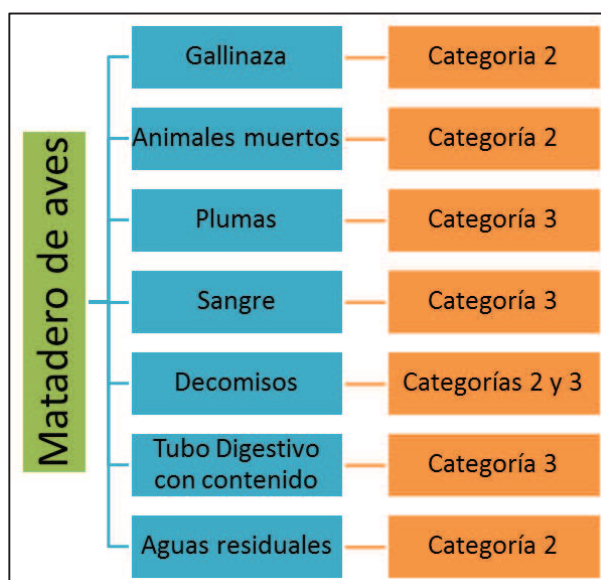 Matadero de aves
Gallinaza
Categoria 2
Animales muertos
Categoría 2
Plumas
Categoría 3
Sangre
Categoría 3
Decomisos
Categorías 2 y 3
Tubo Digestivo
con contenido
Categoría 3
Aguas residuales
Categoría 2